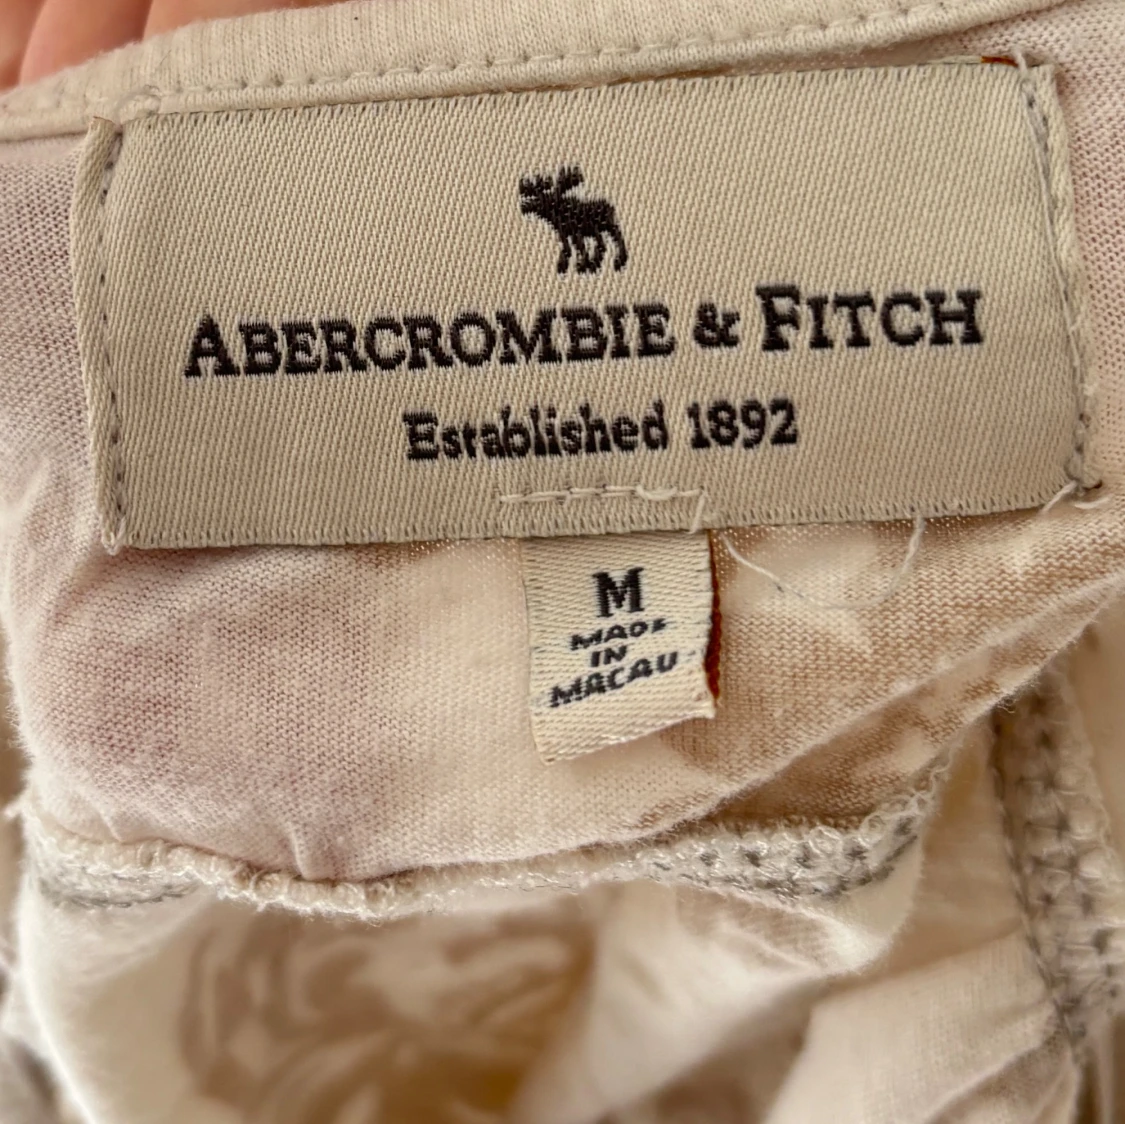 ABERCROMBIE & FITCH
Established 1892
M
MADE
IN
MACAU